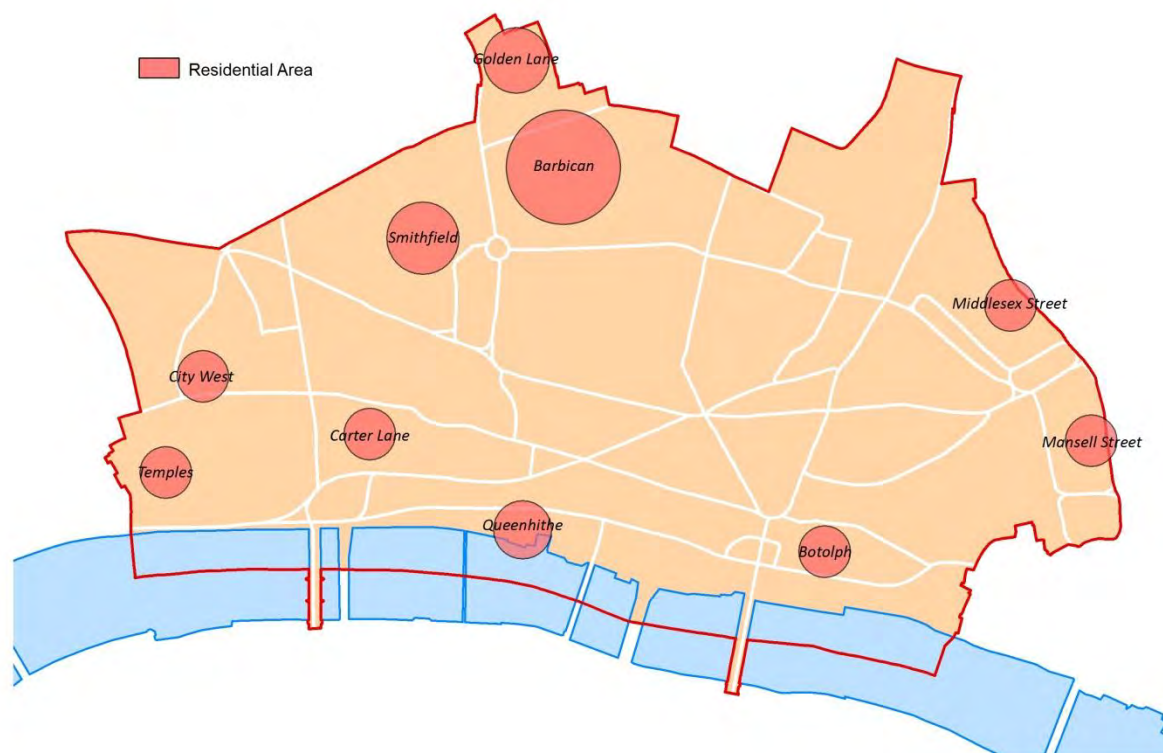 Golden Lane
Residential Area
Barbican
Smithfield
Middlesex Street
City West
Carter Lane
Mansell Street
Temples
Queenhithe
Botolph